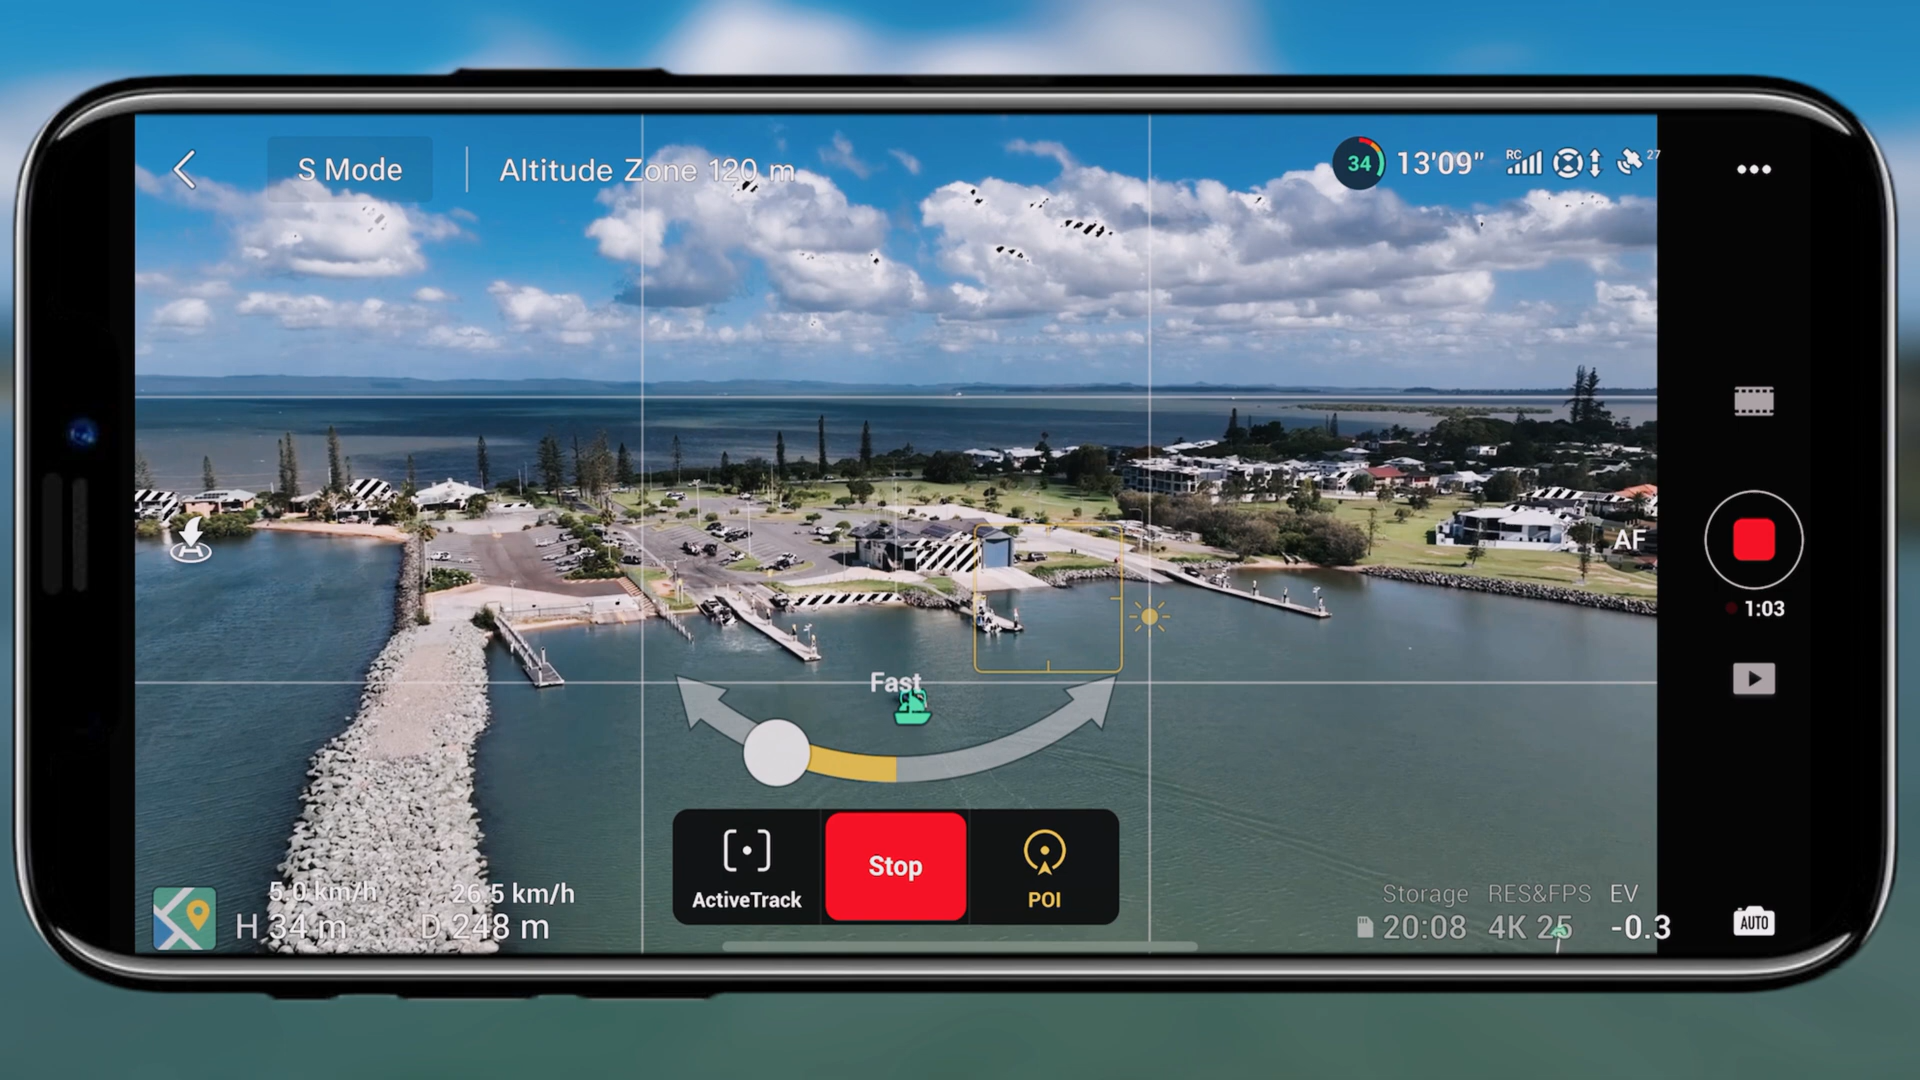 S Mode
Altitude Zone 120 m
34
13'09"
RC
27
AF
1:03
Fast
ActiveTrack
Stop
POI
5.0 km/h
26.5 km/h
H 34 m
D 248 m
Storage
RES&FPS
EV
20:08
4K 25
-0.3
AUTO